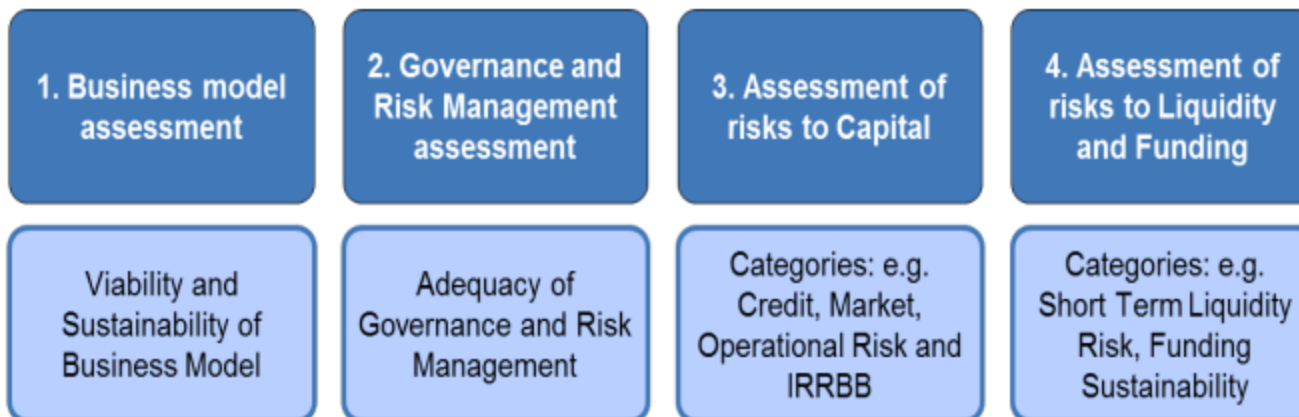 1. Business model
assessment
2. Governance and
Risk Management
assessment
3. Assessment of
risks to Capital
4. Assessment of
risks to Liquidity
and Funding
Viability and
Sustainability of
Business Model
Adequacy of
Governance and Risk
Management
Categories: e.g.
Credit, Market,
Operational Risk and
IRRBB
Categories: e.g.
Short Term Liquidity
Risk, Funding
Sustainability